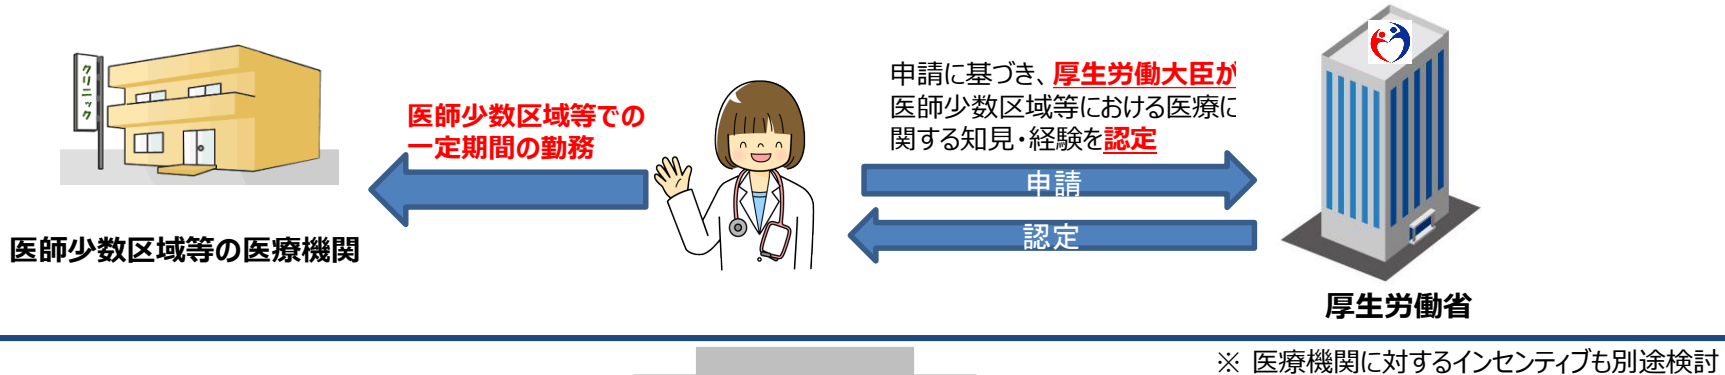 クリニック
医師少数区域等での
一定期間の勤務
申請に基づき、厚生労働大臣が
医師少数区域等における医療に
関する知見・経験を認定
申請
認定
医師少数区域等の医療機関
厚生労働省
※ 医療機関に対するインセンティブも別途検討